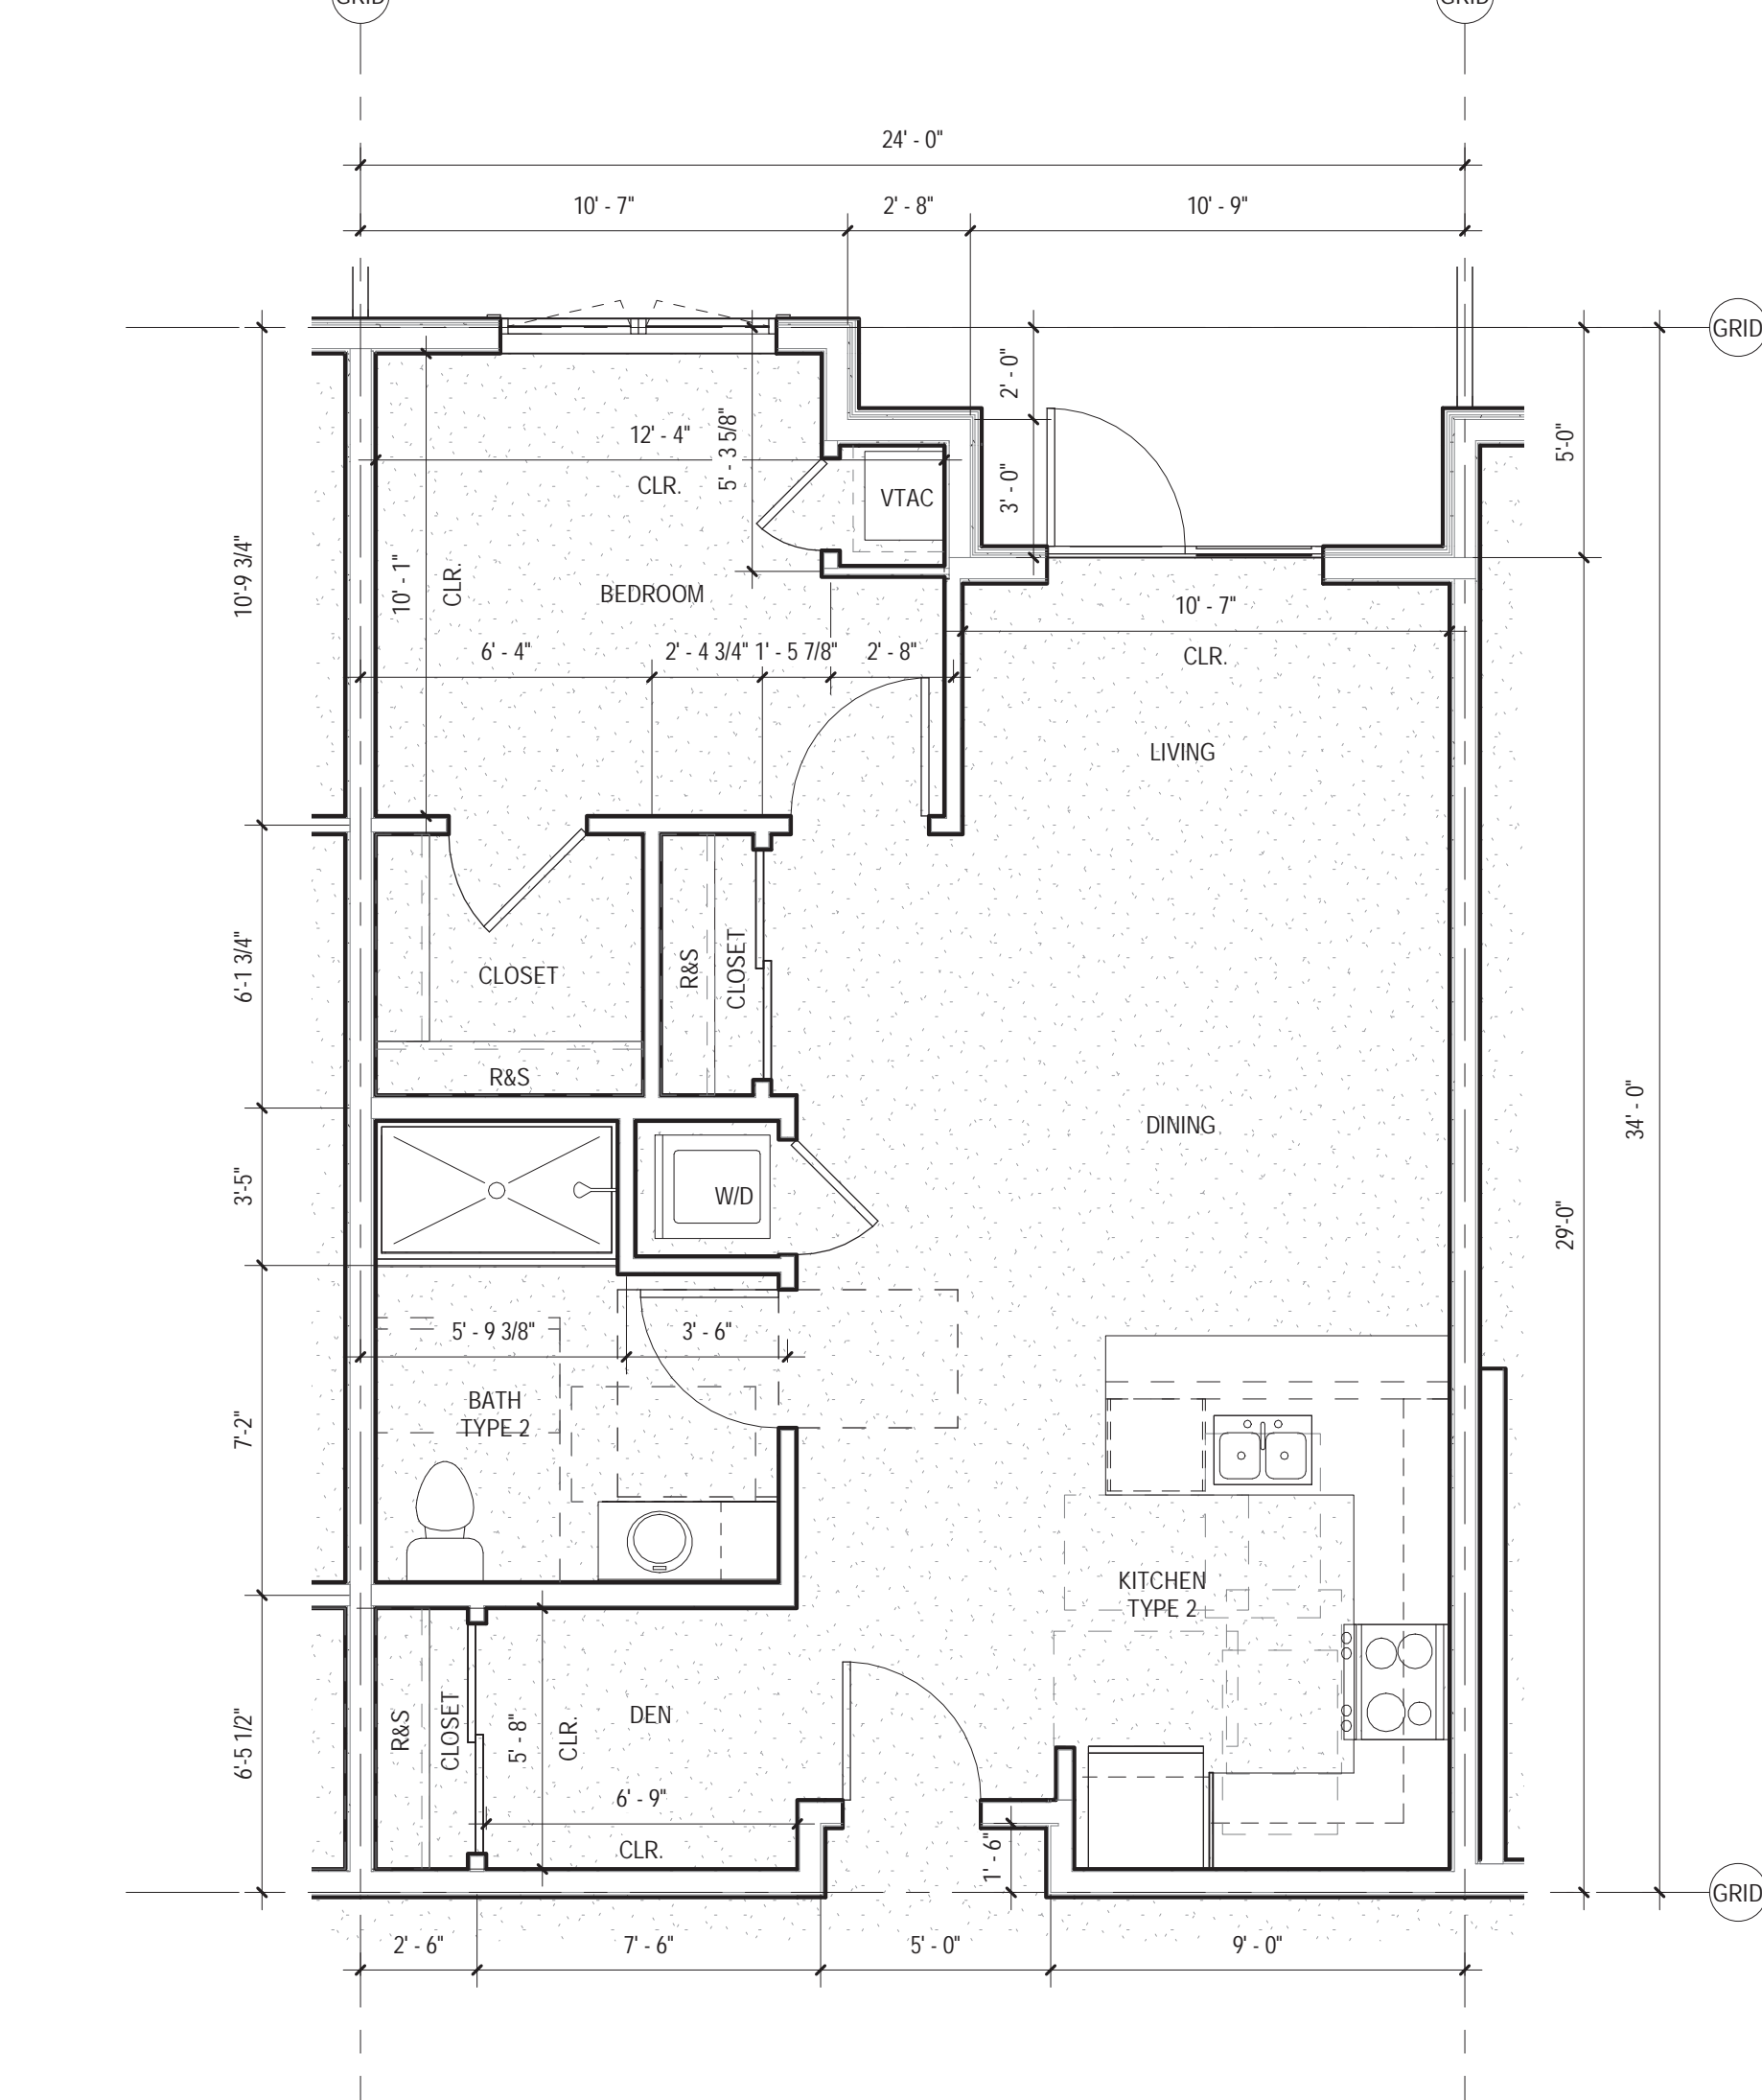 GRID
GRID
24' - 0"
10' - 7"
2' - 8"
10' - 9"
GRID
2' - 0"
5'-0"
12' - 4"
CLR.
5' - 3 5/8"
VTAC
3' - 0"
10'-9 3/4"
10' - 1"
CLR.
BEDROOM
10' - 7"
CLR.
6' - 4"
2' - 4 3/4"
1' - 5 7/8"
2' - 8"
LIVING
6'-1 3/4"
CLOSET
R&S
R&S
CLOSET
DINING
34' - 0"
3'-5"
W/D
29'-0"
5' - 9 3/8"
3' - 6"
7'-2"
BATH
TYPE 2
KITCHEN
TYPE 2
6'-5 1/2"
R&S
CLOSET
5' - 8"
CLR.
DEN
6' - 9"
CLR.
1' - 6"
GRID
2' - 6"
7' - 6"
5' - 0"
9' - 0"